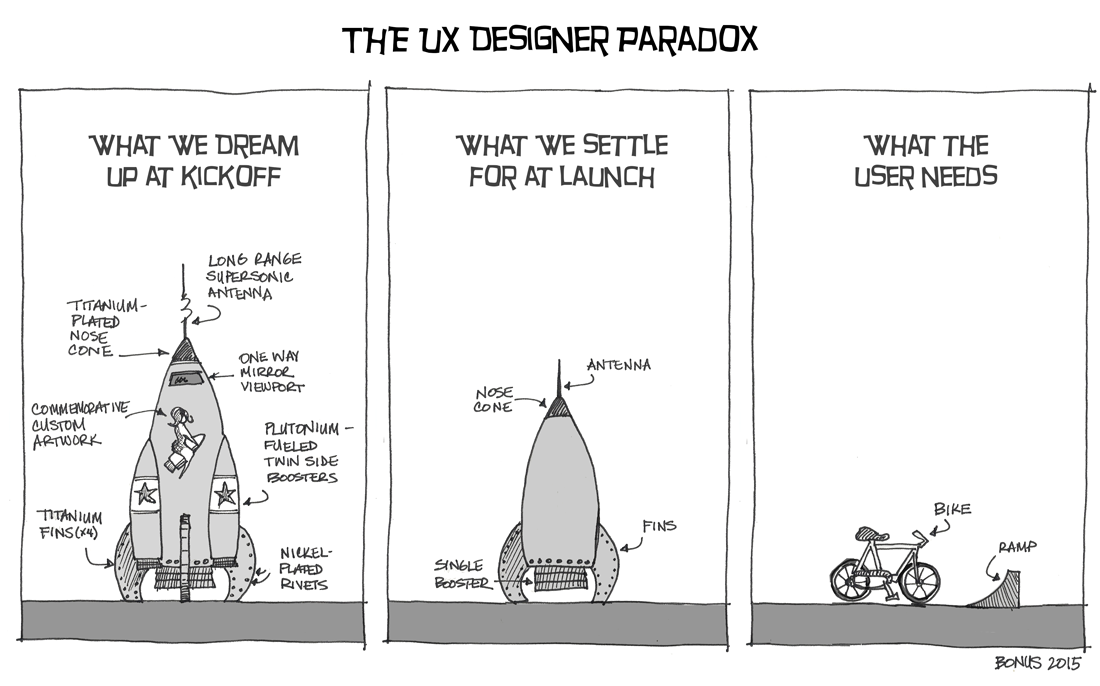 THE UX DESIGNER PARADOX
WHAT WE DREAM
UP AT KICKOFF
LONG RANGE
SUPERSONIC
ANTENNA
TITANIUM-
PLATED
NOSE
CONE
ONE WAY
MIRROR
VIEWPORT
COMMEMORATIVE
CUSTOM
ARTWORK
PLUTONIUM-
FUELED
TWIN SIDE
BOOSTERS
TITANIUM
FINS (x4)
NICKEL-
PLATED
RIVETS
WHAT WE SETTLE
FOR AT LAUNCH
ANTENNA
NOSE
CONE
FINS
SINGLE
BOOSTER
WHAT THE
USER NEEDS
BIKE
RAMP
BONUS 2015